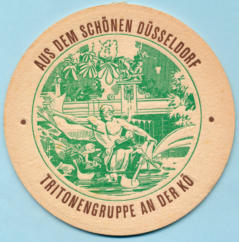 AUS DEM SCHÖNEN DÜSSELDORF
TRITONENGRUPPE AN DER KÖ